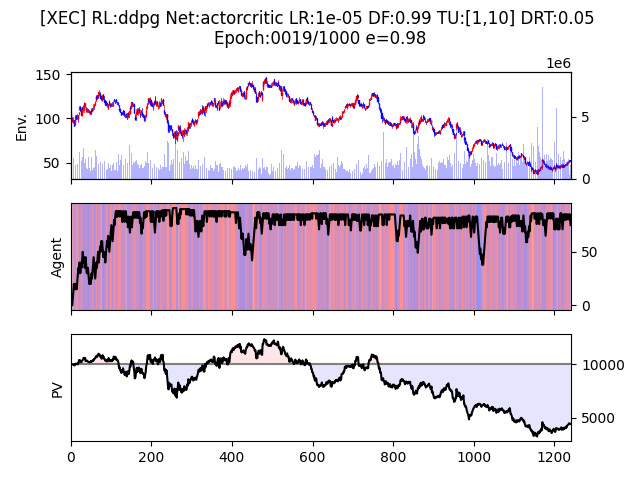 [XEC] RL:ddpg Net:actorcritic LR:1e-05 DF:0.99 TU:[1,10] DRT:0.05
Epoch:0019/1000 e=0.98
1e6
150
100
50
Env.
5
0
Agent
50
0
PV
10000
5000
0 200 400 600 800 1000 1200